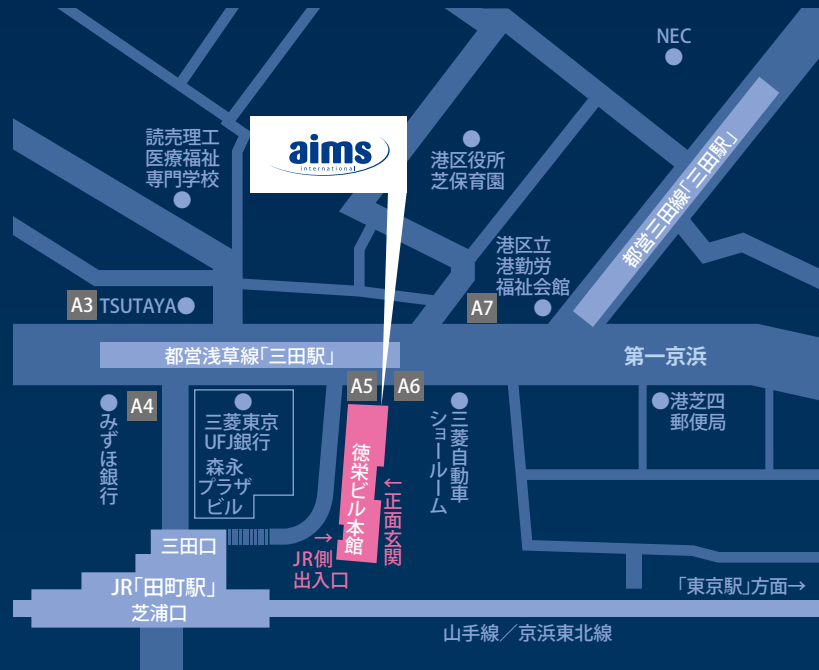 NEC
aims
international
読売理工
医療福祉
専門学校
港区役所
芝保育園
都営三田線「三田駅」
港区立
港勤労
福祉会館
A3
TSUTAYA
A7
都営浅草線「三田駅」
第一京浜
A5
A6
A4
みずほ銀行
三菱東京
UFJ銀行
森永
プラザ
ビル
徳栄ビル本館
←正面玄関
三菱自動車
ショールーム
港芝四
郵便局
→
JR側
出入口
三田口
JR「田町駅」
芝浦口
「東京駅」方面→
山手線／京浜東北線